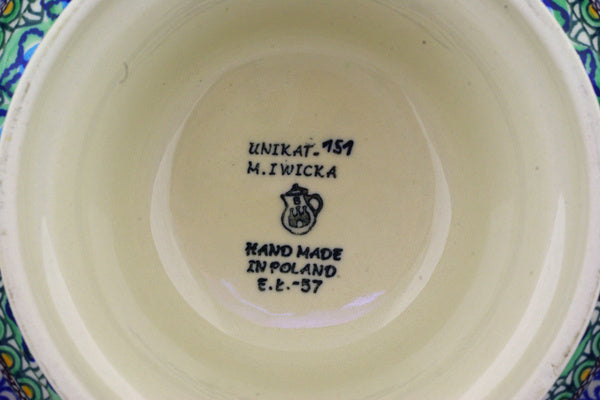 UNIKAT-151
M.IWICKA
B
HAND MADE
IN POLAND
E.Ł.-57